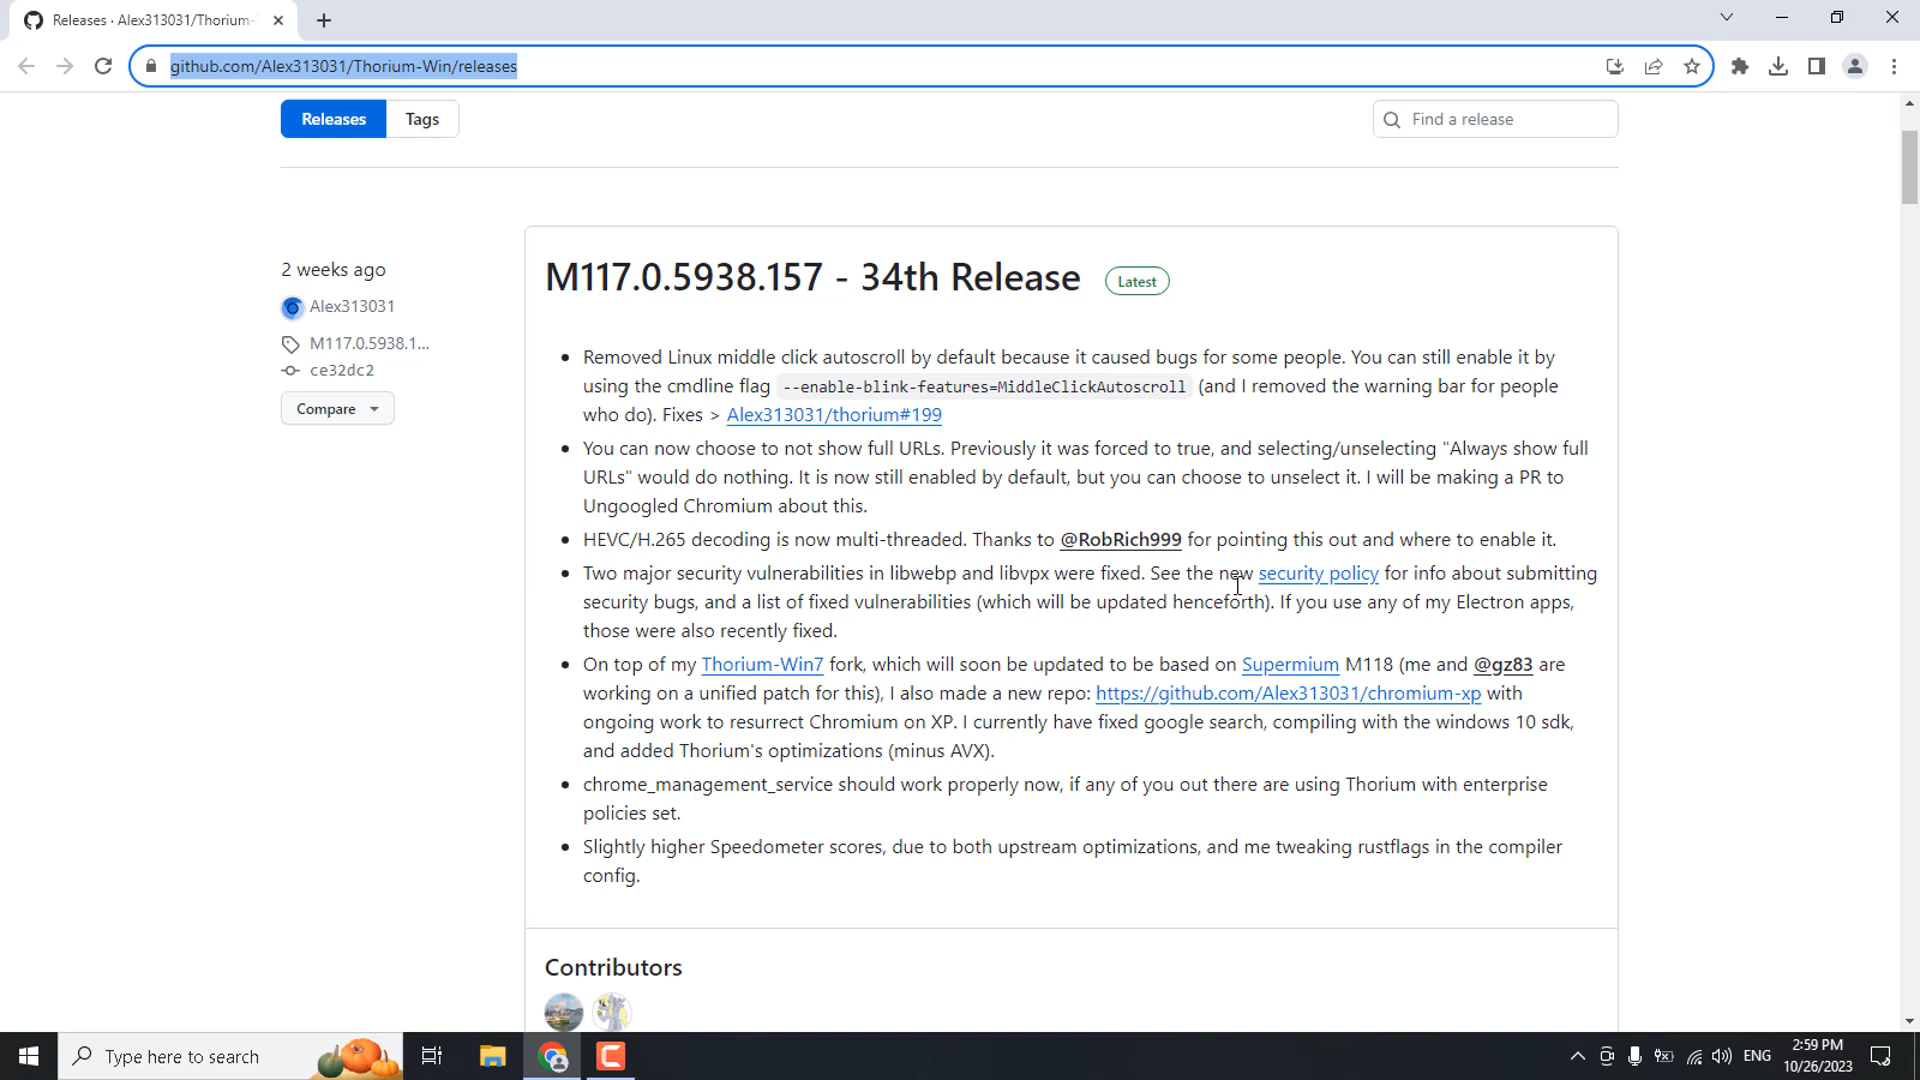 Releases · Alex313031/Thorium-
github.com/Alex313031/Thorium-Win/releases
Releases
Tags
Find a release
2 weeks ago
Alex313031
M117.0.5938.1...
ce32dc2
Compare
M117.0.5938.157 - 34th Release
Latest
Removed Linux middle click autoscroll by default because it caused bugs for some people. You can still enable it by
using the cmdline flag --enable-blink-features=MiddleClickAutoscroll (and I removed the warning bar for people
who do). Fixes > Alex313031/thorium#199
You can now choose to not show full URLs. Previously it was forced to true, and selecting/unselecting "Always show full
URLs" would do nothing. It is now still enabled by default, but you can choose to unselect it. I will be making a PR to
Ungoogled Chromium about this.
HEVC/H.265 decoding is now multi-threaded. Thanks to @RobRich999 for pointing this out and where to enable it.
Two major security vulnerabilities in libwebp and libvpx were fixed. See the new security policy for info about submitting
security bugs, and a list of fixed vulnerabilities (which will be updated henceforth). If you use any of my Electron apps,
those were also recently fixed.
On top of my Thorium-Win7 fork, which will soon be updated to be based on Supermium M118 (me and @gz83 are
working on a unified patch for this), I also made a new repo: https://github.com/Alex313031/chromium-xp with
ongoing work to resurrect Chromium on XP. I currently have fixed google search, compiling with the windows 10 sdk,
and added Thorium's optimizations (minus AVX).
chrome_management_service should work properly now, if any of you out there are using Thorium with enterprise
policies set.
Slightly higher Speedometer scores, due to both upstream optimizations, and me tweaking rustflags in the compiler
config.
Contributors
Type here to search
ENG
2:59 PM
10/26/2023